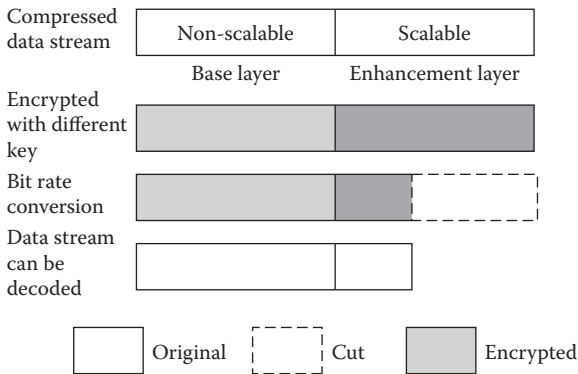 Compressed
data stream
Non-scalable
Scalable
Base layer
Enhancement layer
Encrypted
with different
key
Bit rate
conversion
Data stream
can be
decoded
Original
Cut
Encrypted